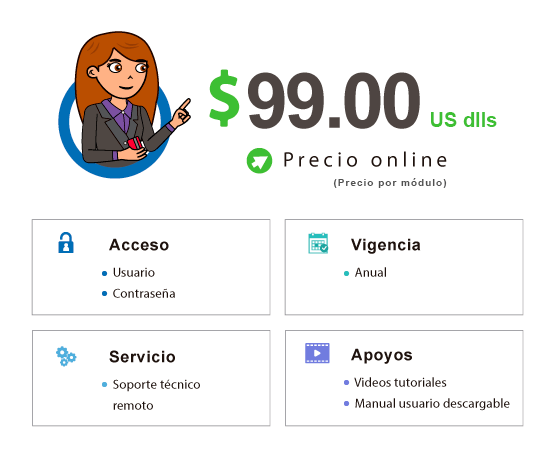 $99.00 US dlls
Precio online
(Precio por módulo)
Acceso
Usuario
Contraseña
Vigencia
Anual
Servicio
Soporte técnico
remoto
Apoyos
Videos tutoriales
Manual usuario descargable